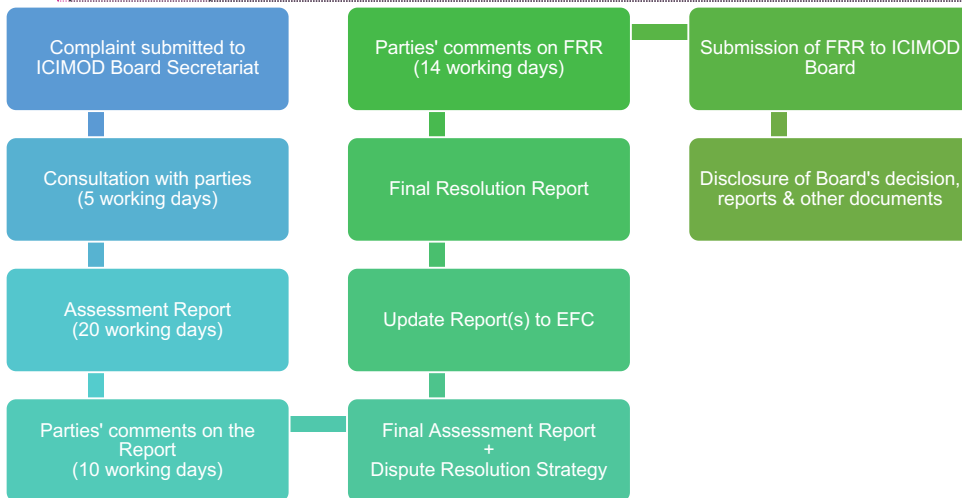 Complaint submitted to
ICIMOD Board Secretariat
Consultation with parties
(5 working days)
Assessment Report
(20 working days)
Parties' comments on the
Report
(10 working days)
Final Assessment Report
+
Dispute Resolution Strategy
Update Report(s) to EFC
Final Resolution Report
Parties' comments on FRR
(14 working days)
Submission of FRR to ICIMOD
Board
Disclosure of Board's decision,
reports & other documents